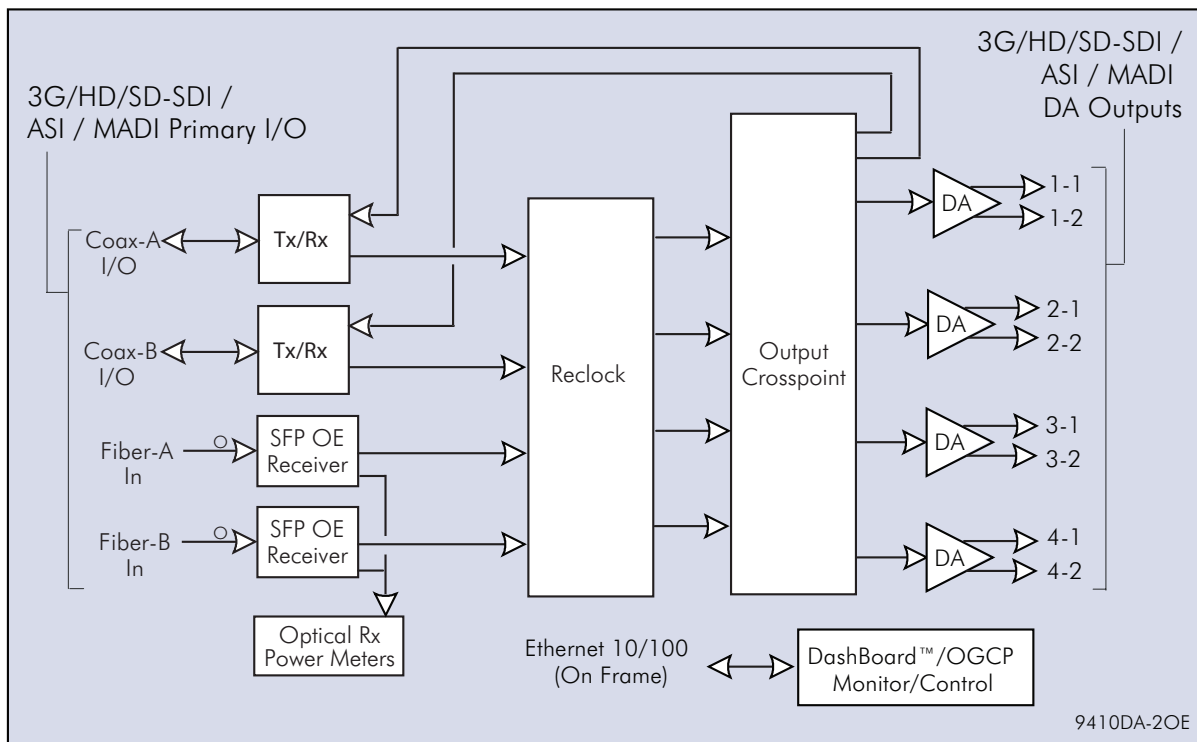 3G/HD/SD-SDI /
ASI / MADI Primary I/O
3G/HD/SD-SDI /
ASI / MADI
DA Outputs
Coax-A
I/O
Tx/Rx
Coax-B
I/O
Tx/Rx
Fiber-A
In
SFP OE
Receiver
Fiber-B
In
SFP OE
Receiver
Optical Rx
Power Meters
Reclock
Output
Crosspoint
DA
1-1
1-2
DA
2-1
2-2
DA
3-1
3-2
DA
4-1
4-2
Ethernet 10/100
(On Frame)
DashBoard™/OGCP
Monitor/Control
9410DA-2OE